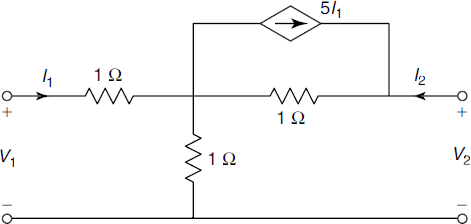 5I₁
I₁ 1 Ω I₂
1 Ω
+ +
V₁ 1 Ω V₂
– –